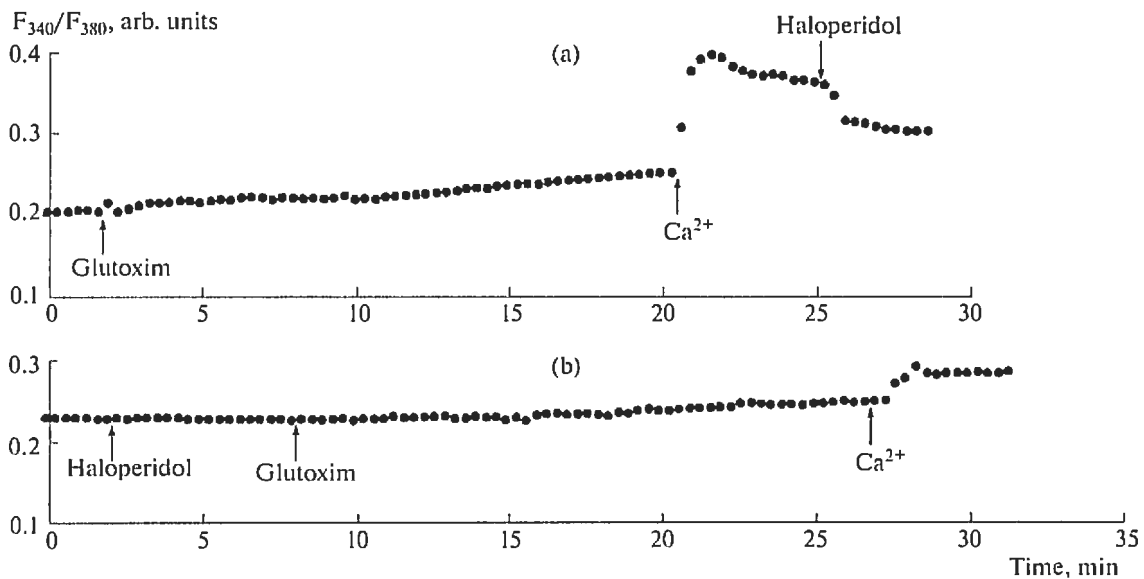 F340/F380, arb. units
Haloperidol
0.4
(a)
0.3
0.2
Ca2+
Glutoxim
0.1
0 5 10 15 20 25 30
0.3
(b)
0.2
Haloperidol
Glutoxim
Ca2+
0.1
0 5 10 15 20 25 30 35
Time, min